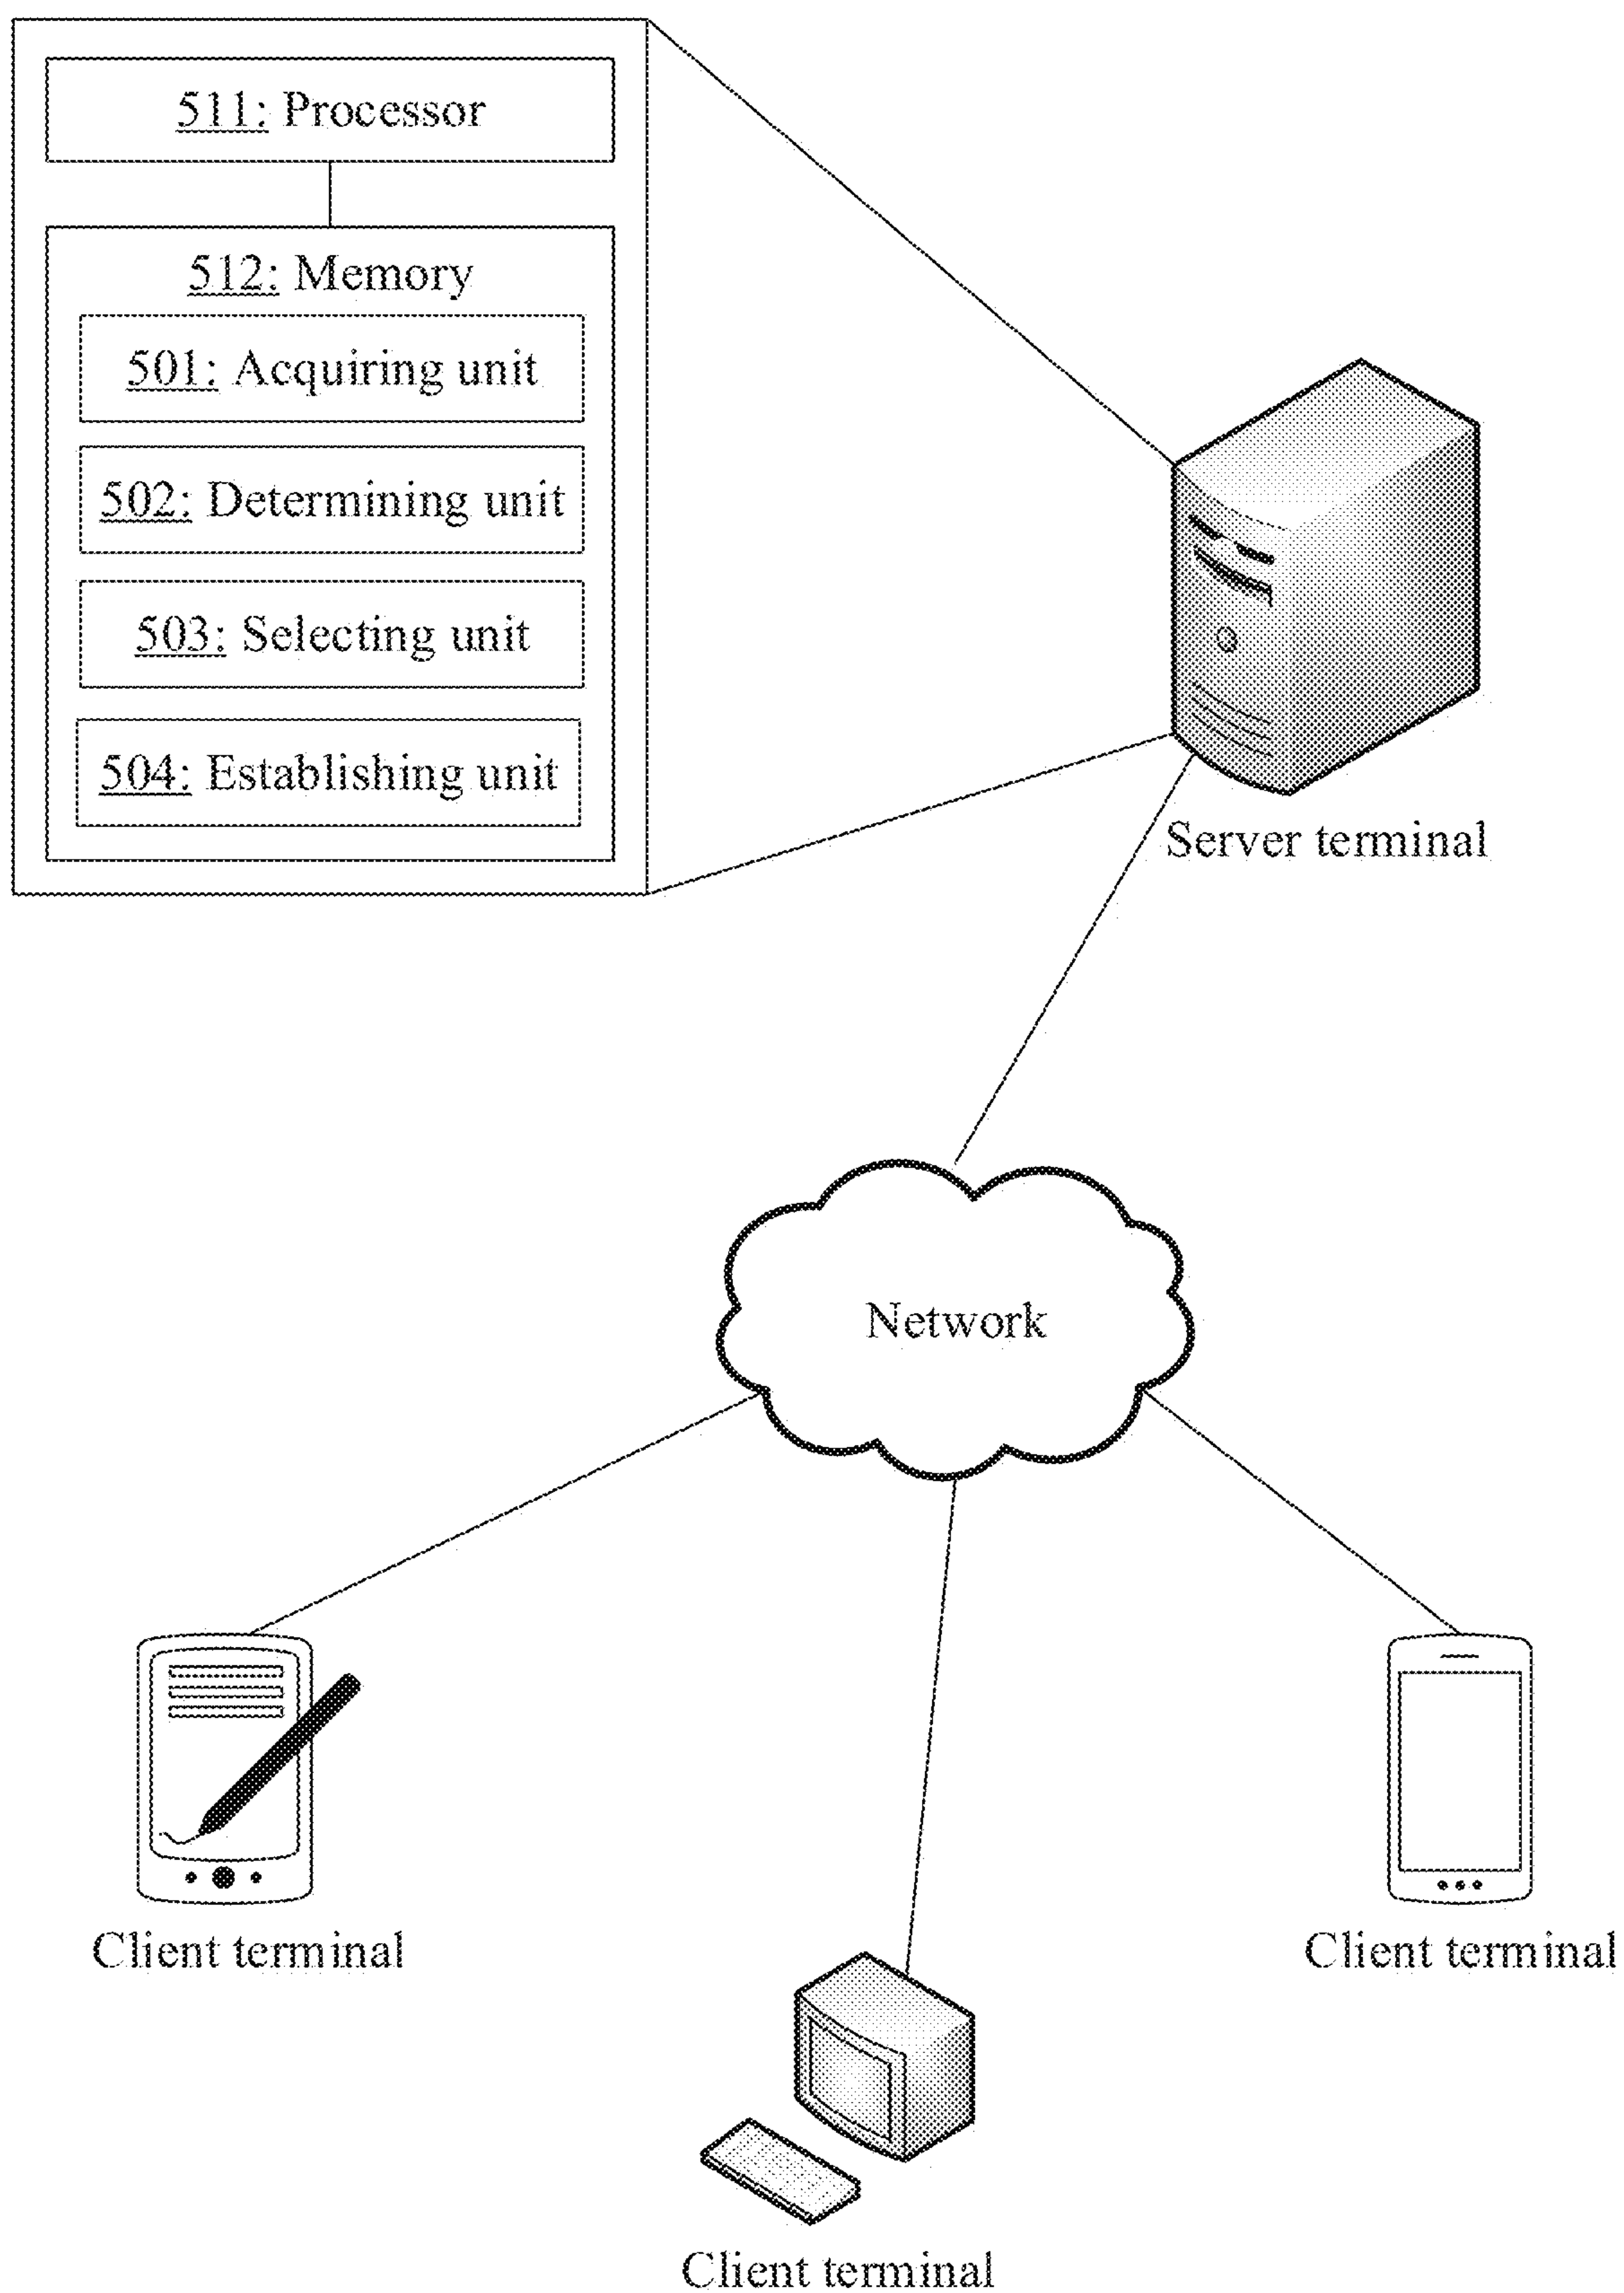 511: Processor
512: Memory
501: Acquiring unit
502: Determining unit
503: Selecting unit
504: Establishing unit
Server terminal
Network
Client terminal
Client terminal
Client terminal